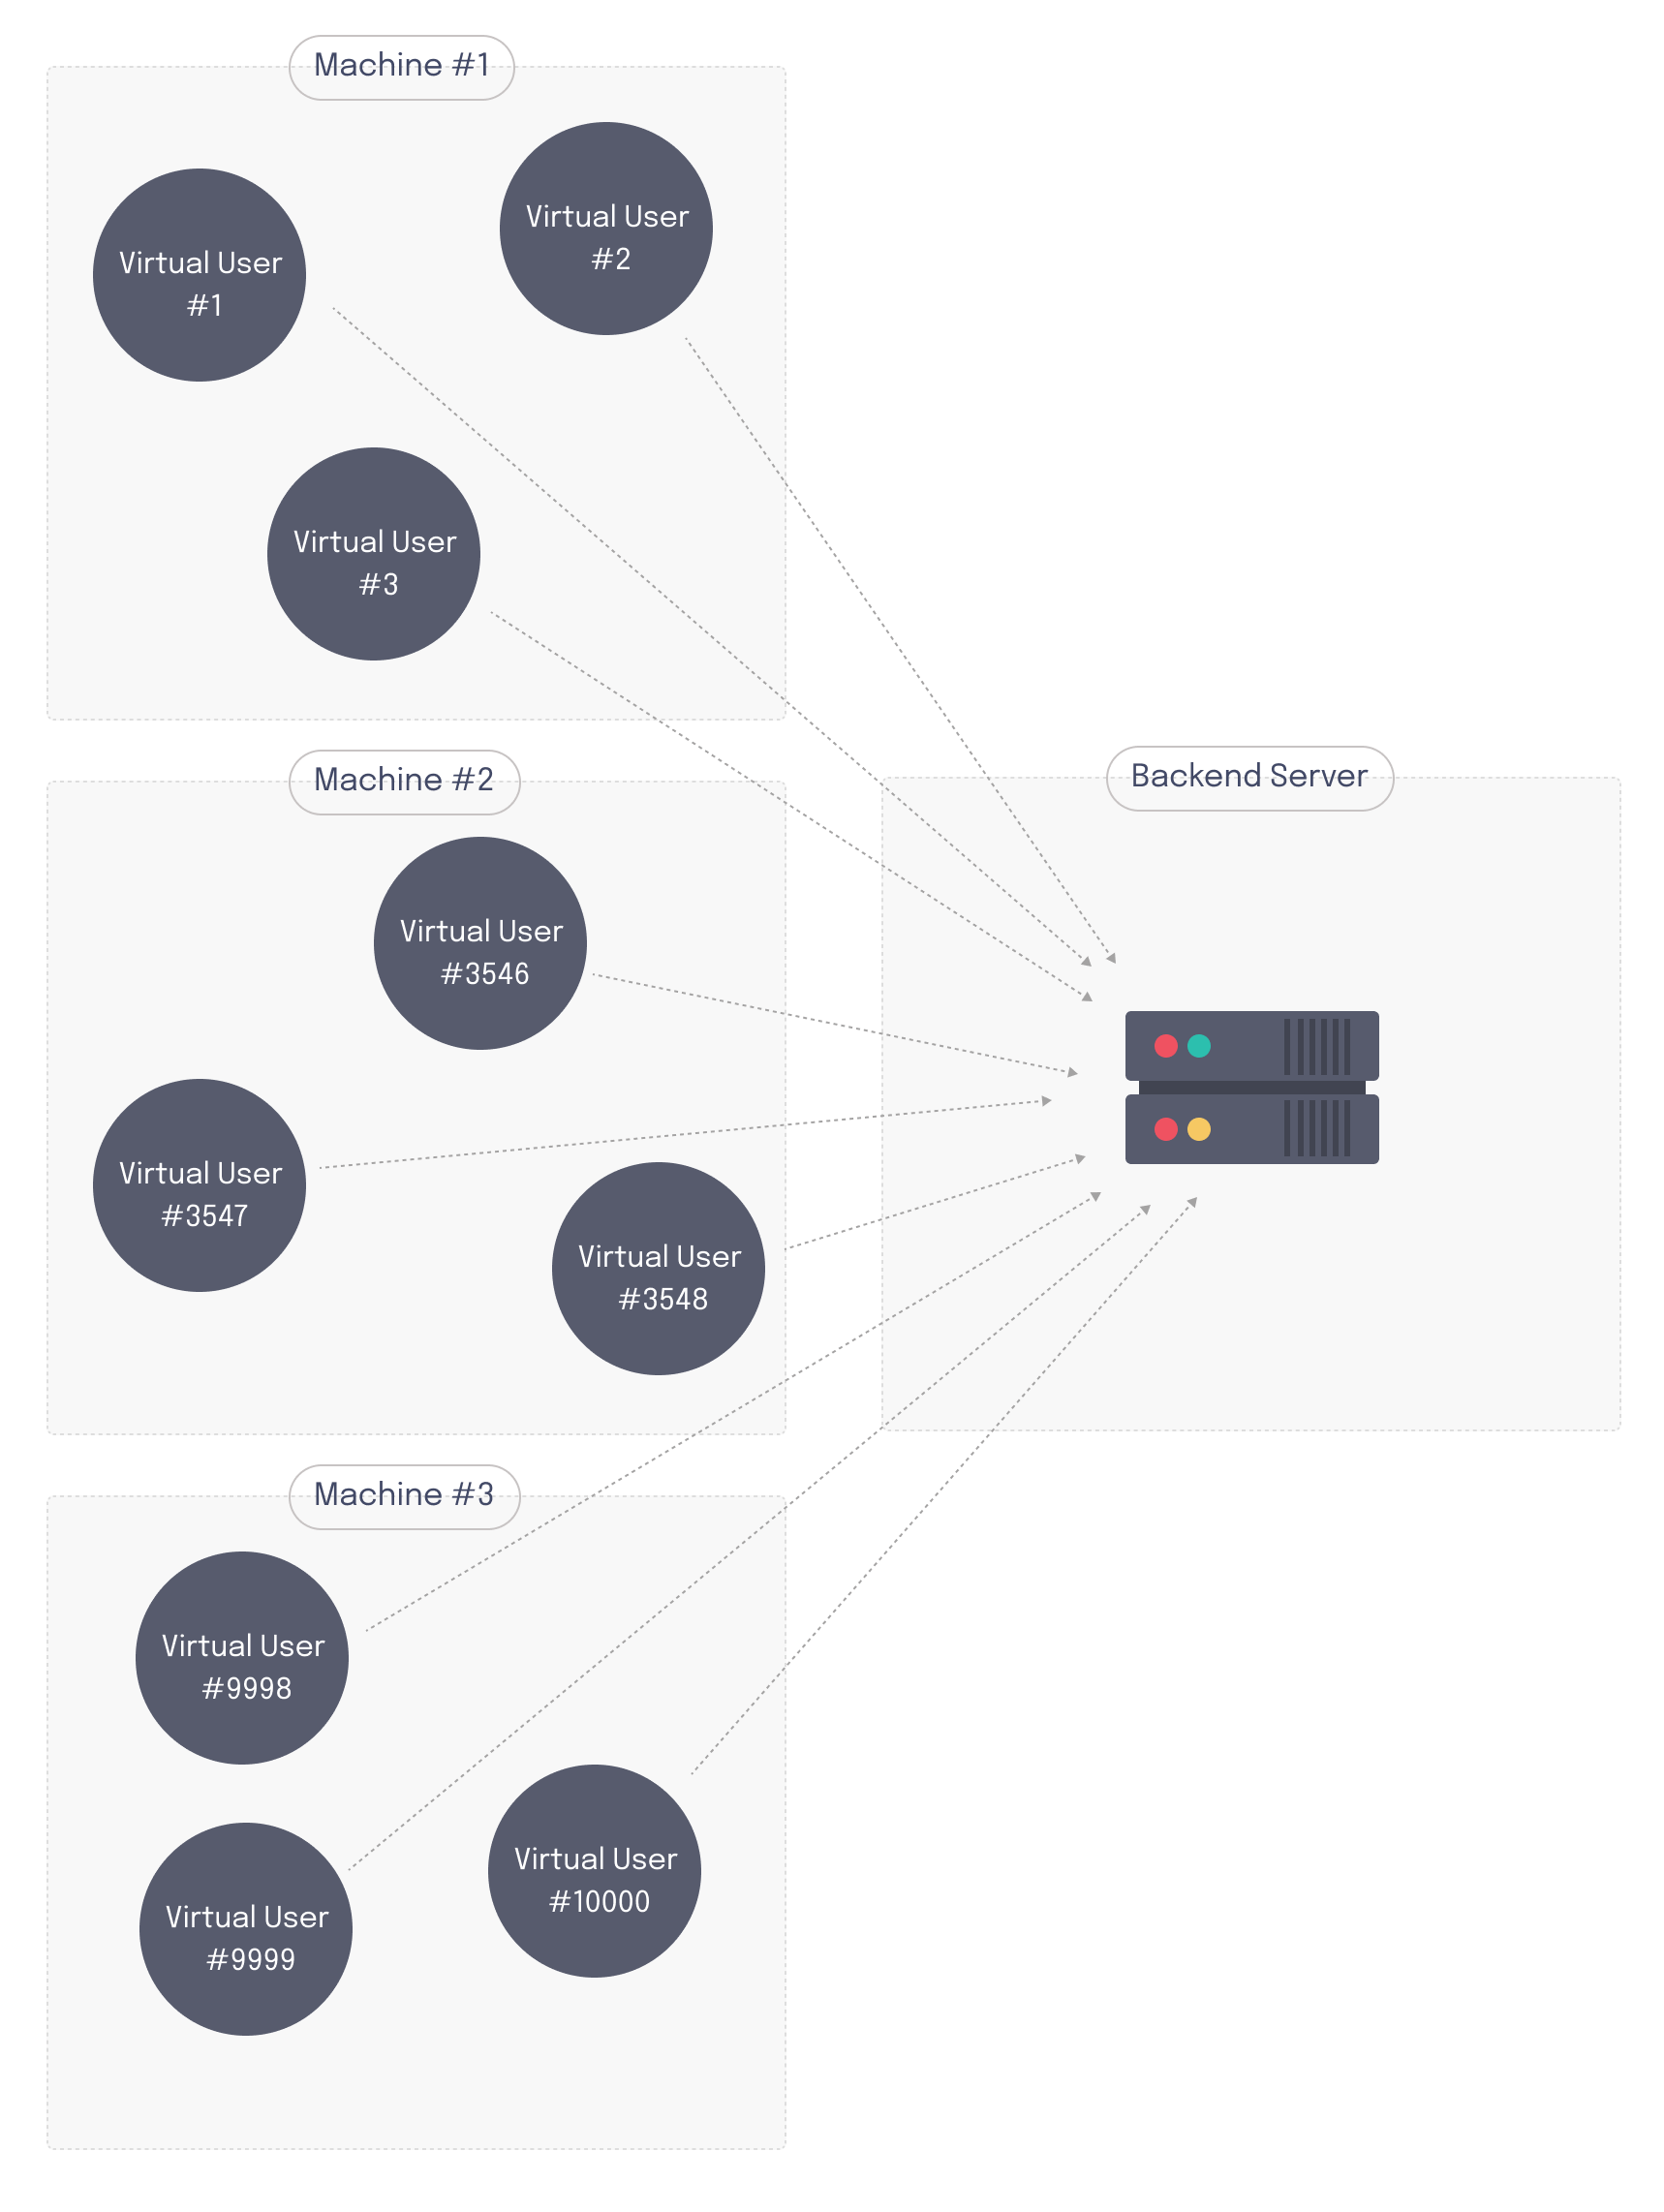 Machine #1
Virtual User
#1
Virtual User
#2
Virtual User
#3
Machine #2
Virtual User
#3546
Virtual User
#3547
Virtual User
#3548
Backend Server
Machine #3
Virtual User
#9998
Virtual User
#9999
Virtual User
#10000